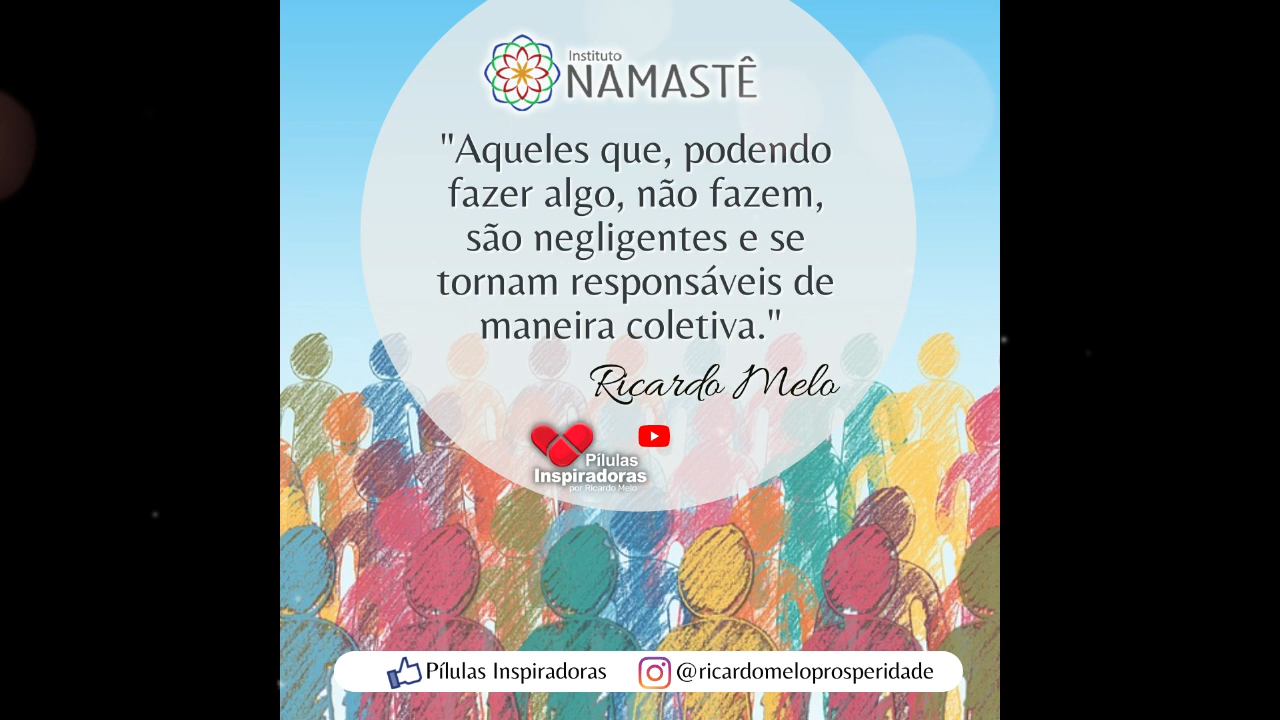 Instituto
NAMASTÊ
"Aqueles que, podendo
fazer algo, não fazem,
são negligentes e se
tornam responsáveis de
maneira coletiva."
Ricardo Melo
Pílulas
Inspiradoras
por Ricardo Melo
Pílulas Inspiradoras @ricardomeloprosperidade